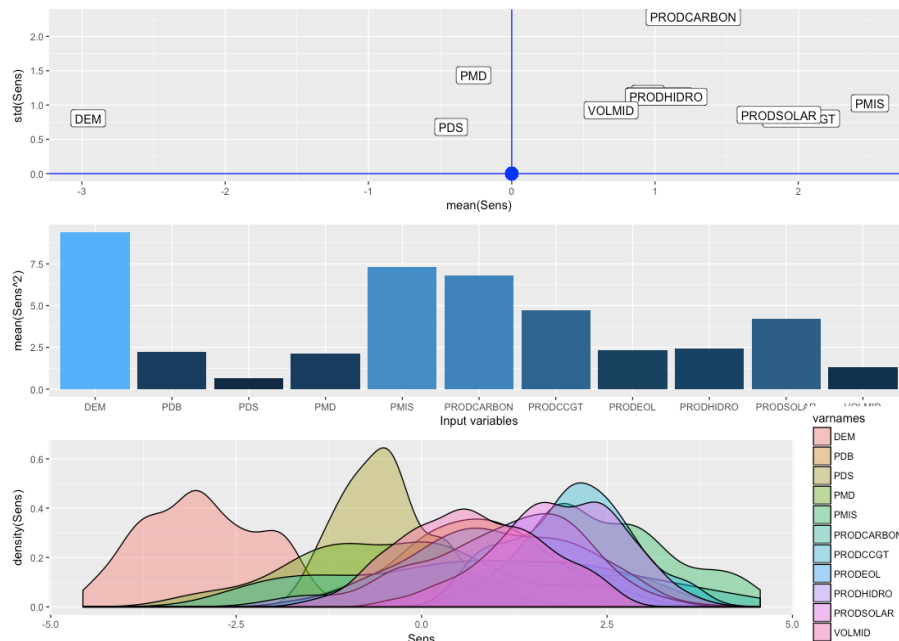 PRODCARBON
2.0
1.5
PMD
std(Sens)
1.0
PRODHIDRO
PMIS
VOLMID
DEM
PRODSOLAR
GT
PDS
0.5
0.0
-3 -2 -1 0 1 2
mean(Sens)
mean(Sens^2)
7.5
5.0
2.5
0.0
DEM PDB PDS PMD PMIS PRODCARBON PRODCCGT PRODEOL PRODHIDRO PRODSOLAR VOLMID
Input variables
varnames
DEM
PDB
PDS
PMD
PMIS
PRODCARBON
PRODCCGT
PRODEOL
PRODHIDRO
PRODSOLAR
VOLMID
density(Sens)
0.6
0.4
0.2
0.0
-5.0 -2.5 0.0 2.5 5.0
Sens